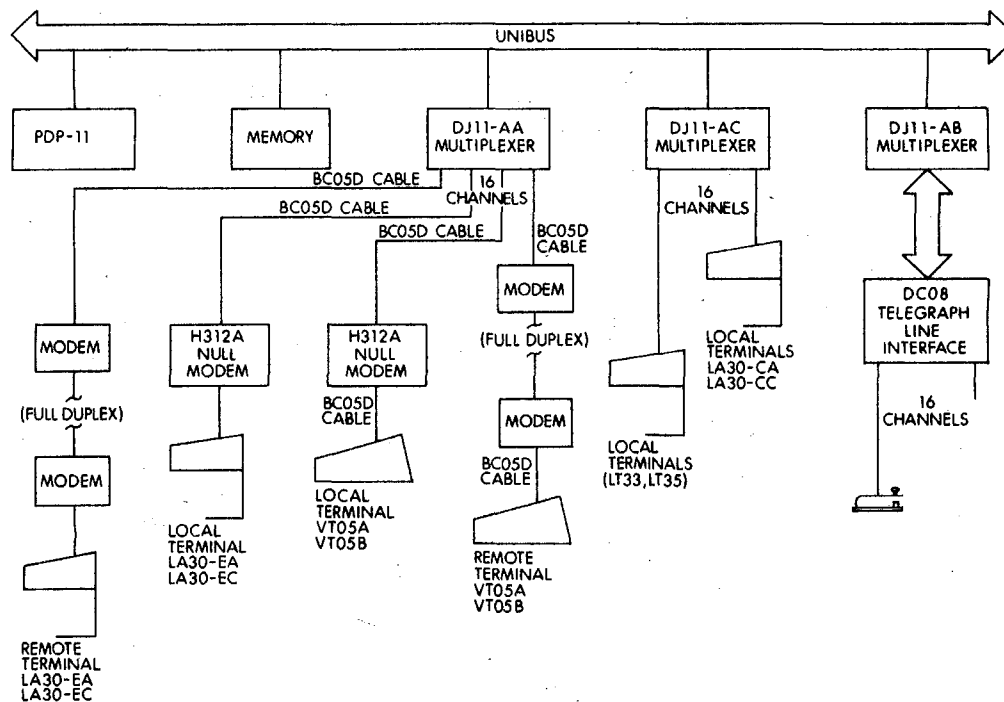 UNIBUS
PDP-11
MEMORY
DJ11-AA
MULTIPLEXER
DJ11-AC
MULTIPLEXER
DJ11-AB
MULTIPLEXER
BC05D CABLE
16
CHANNELS
BC05D CABLE
BC05D CABLE
BC05D
CABLE
16
CHANNELS
MODEM
(FULL DUPLEX)
MODEM
REMOTE
TERMINAL
LA30-EA
LA30-EC
H312A
NULL
MODEM
LOCAL
TERMINAL
LA30-EA
LA30-EC
H312A
NULL
MODEM
BC05D
CABLE
LOCAL
TERMINAL
VT05A
VT05B
MODEM
(FULL DUPLEX)
MODEM
BC05D
CABLE
REMOTE
TERMINAL
VT05A
VT05B
LOCAL
TERMINALS
(LT33,LT35)
LOCAL
TERMINALS
LA30-CA
LA30-CC
DC08
TELEGRAPH
LINE
INTERFACE
16
CHANNELS